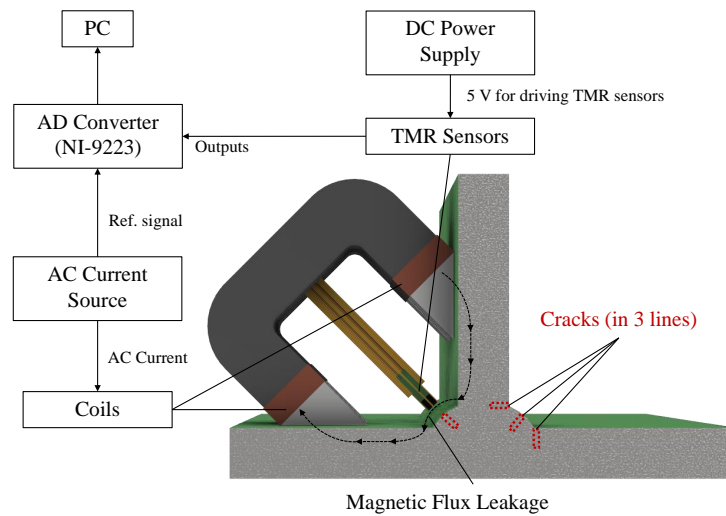 PC
DC Power
Supply
5 V for driving TMR sensors
AD Converter
(NI-9223)
Outputs
TMR Sensors
Ref. signal
AC Current
Source
Cracks (in 3 lines)
AC Current
Coils
Magnetic Flux Leakage